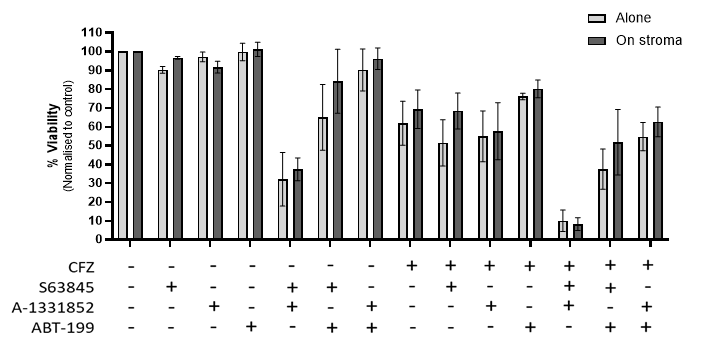 Alone
On stroma
% Viability
(Normalised to control)
110
100
90
80
70
60
50
40
30
20
10
0
CFZ - - - - - - - + + + + + + +
S63845 - + - - + + - - + - - + + -
A-1331852 - - + - + - + - - + - + - +
ABT-199 - - - + - + + - - - + - + +